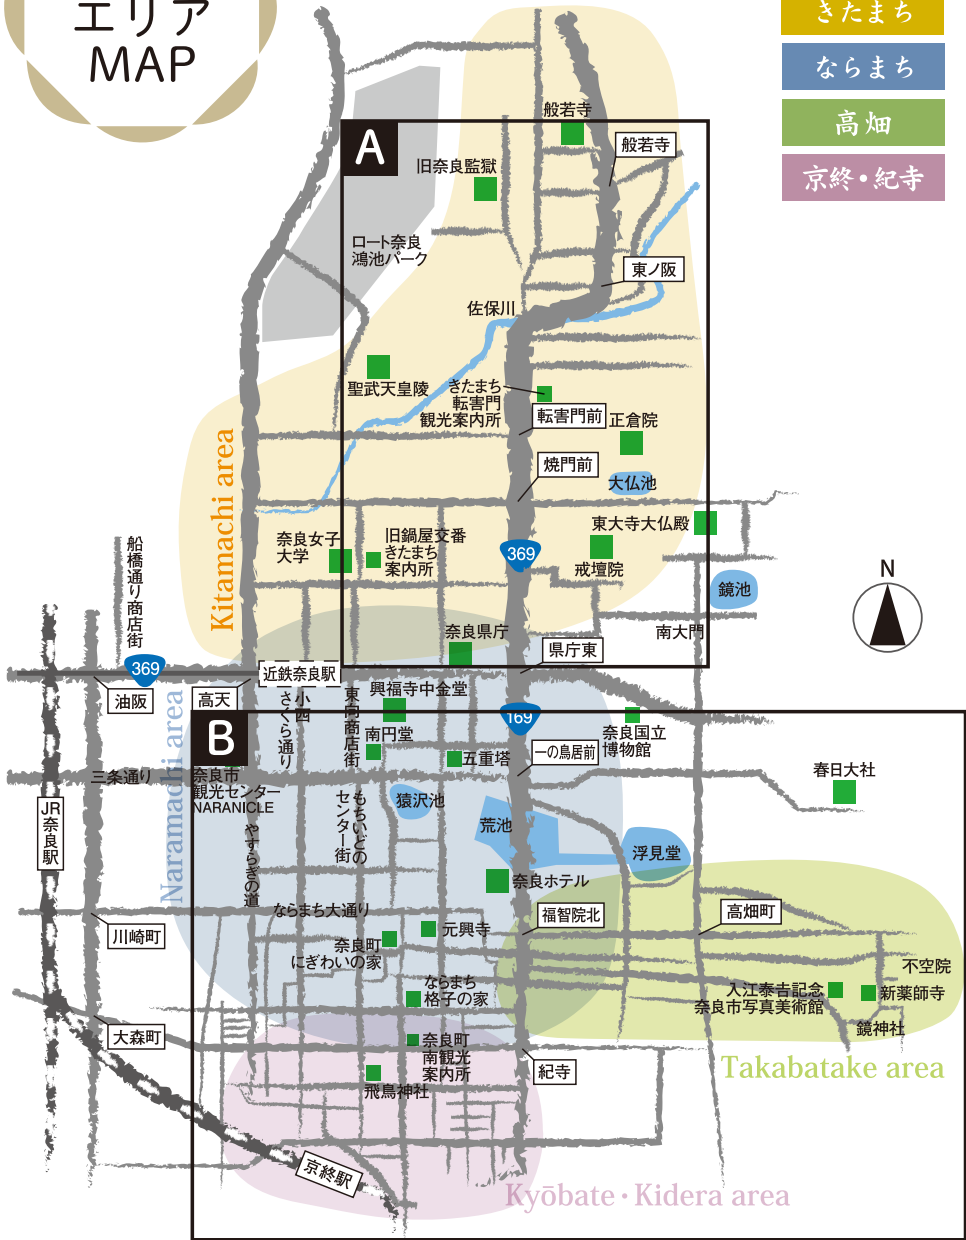 エリア
MAP
きたまち
ならまち
高畑
京終・紀寺
A
般若寺
般若寺
旧奈良監獄
ロート奈良
鴻池パーク
東ノ阪
佐保川
聖武天皇陵
きたまち
転害門
観光案内所
転害門前
正倉院
焼門前
大仏池
Kitamachi area
東大寺大仏殿
奈良女子
大学
旧鍋屋交番
きたまち
案内所
369
戒壇院
船橋通り商店街
鏡池
N
奈良県庁
南大門
県庁東
369
近鉄奈良駅
油阪
高天
小西さくら通り
東向商店街
興福寺中金堂
169
B
南円堂
奈良国立
博物館
一の鳥居前
五重塔
三条通り
奈良市
観光センター
NARANICLE
春日大社
Naramachi area
JR奈良駅
猿沢池
もちいどの
センター街
荒池
やすらぎの道
浮見堂
奈良ホテル
ならまち大通り
福智院北
高畑町
川崎町
元興寺
奈良町
にぎわいの家
不空院
ならまち
格子の家
入江泰吉記念
奈良市写真美術館
新薬師寺
鏡神社
大森町
奈良町
南観光
案内所
紀寺
Takabatake area
飛鳥神社
京終駅
Kyōbate・Kidera area